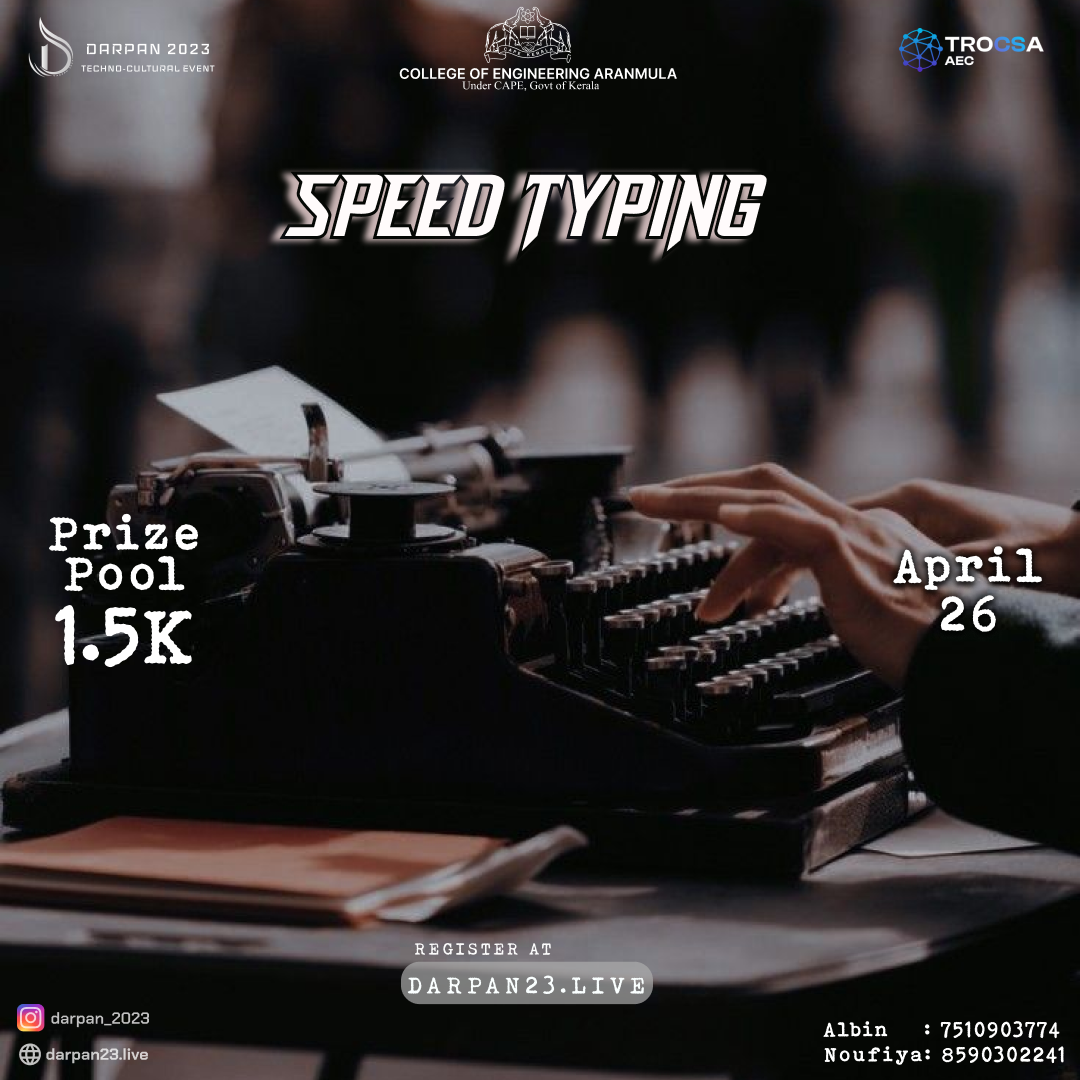 DARPAN 2023
TECHNO-CULTURAL EVENT
COLLEGE OF ENGINEERING ARANMULA
Under CAPE, Govt of Kerala
TROCSA
AEC
SPEED TYPING
Prize
Pool
1.5K
April
26
REGISTER AT
DARPAN23.LIVE
darpan_2023
darpan23.live
Albin : 7510903774
Noufiya: 8590302241